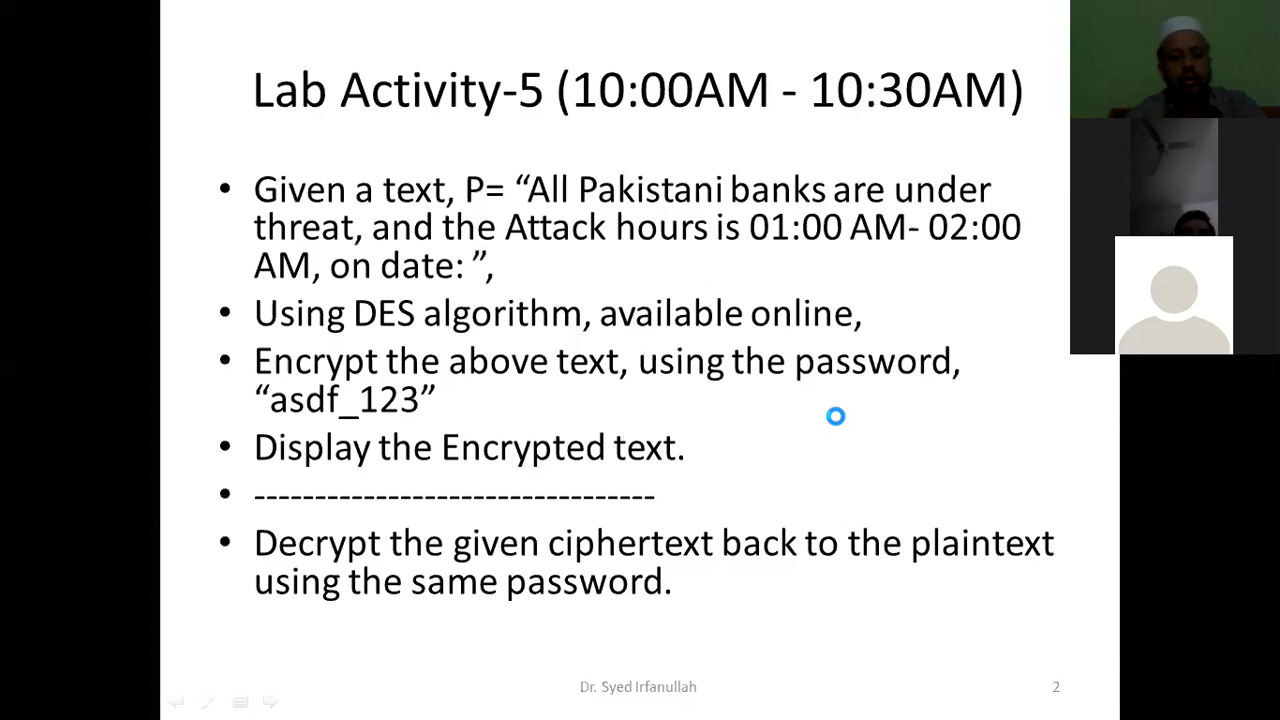 Lab Activity-5 (10:00AM - 10:30AM)
• Given a text, P= “All Pakistani banks are under
threat, and the Attack hours is 01:00 AM- 02:00
AM, on date: ”,
• Using DES algorithm, available online,
• Encrypt the above text, using the password,
“asdf_123”
• Display the Encrypted text.
• ---------------------------------
• Decrypt the given ciphertext back to the plaintext
using the same password.
Dr. Syed Irfanullah
2